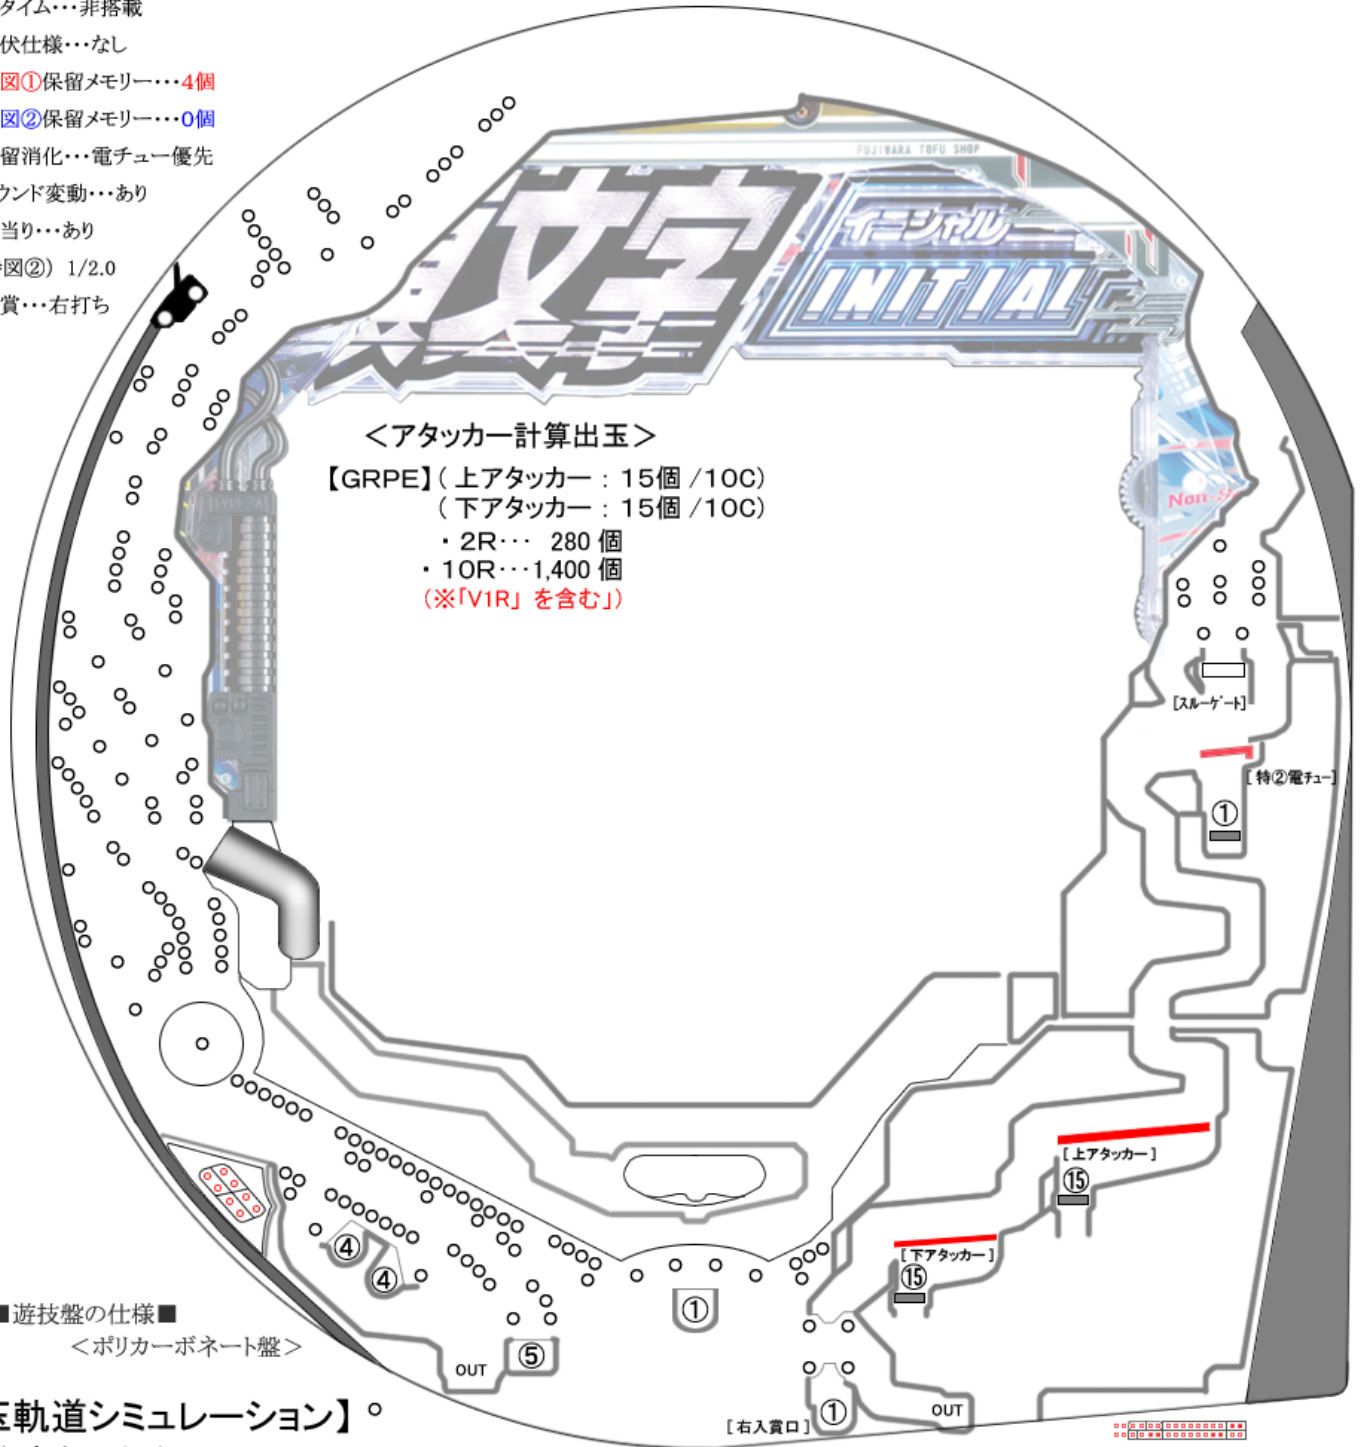 タイム･･･非搭載
伏仕様･･･なし
図①保留メモリー･･･4個
図②保留メモリー･･･0個
留消化･･･電チュー優先
ウンド変動･･･あり
当り･･･あり
図②） 1/2.0
賞･･･右打ち
FUJIWARA TOFU SHOP
頭文字
イニシャル
INITIAL
Non-S
＜アタッカー計算出玉＞
【GRPE】（ 上アタッカー : 15個 /10C）
（ 下アタッカー : 15個 /10C）
・2R･･･ 280 個
・10R･･･1,400 個
（※「V1R」 を含む」）
[スルーゲート]
[ 特②電チュー]
①
[ 上アタッカー ]
⑮
[ 下アタッカー ]
⑮
④
④
①
⑤
OUT
[ 右入賞口 ]
①
OUT
■遊技盤の仕様■
＜ポリカーボネート盤＞
玉軌道シミュレーション】